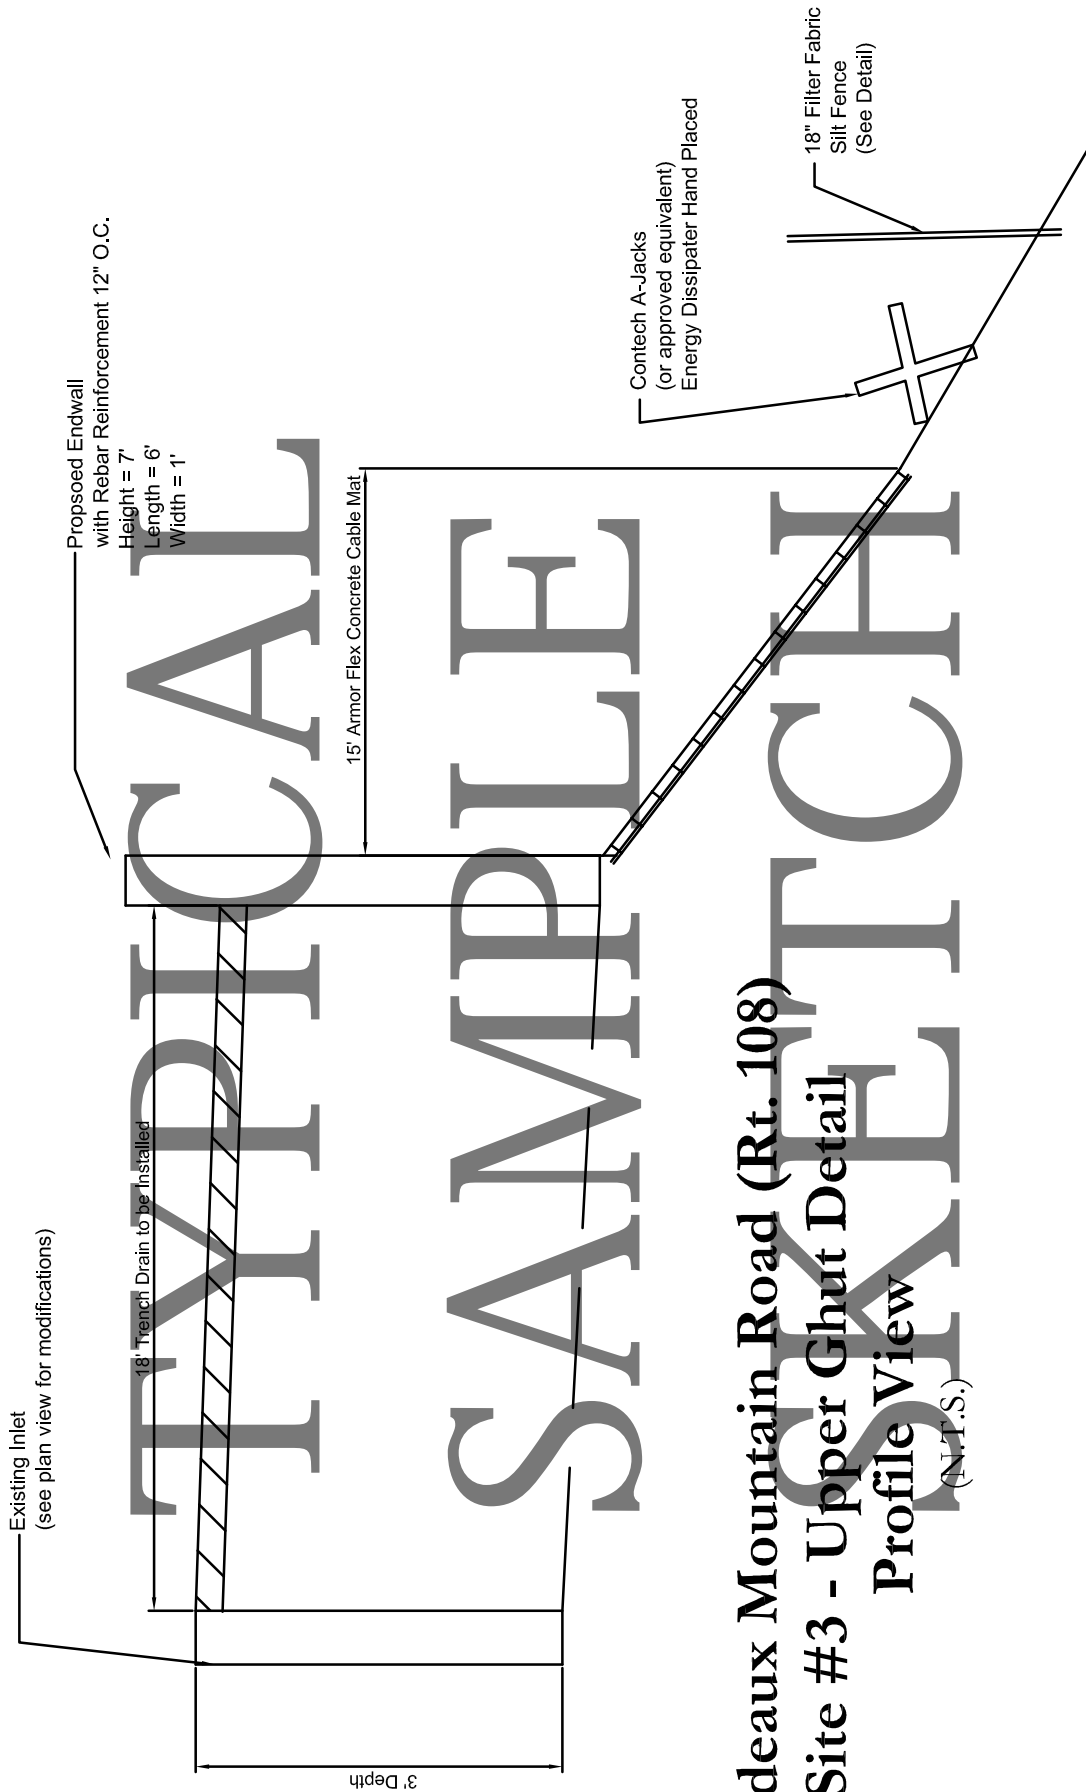 Existing Inlet
(see plan view for modifications)
Propsoed Endwall
with Rebar Reinforcement 12" O.C.
Height = 7'
Length = 6'
Width = 1'
18' Trench Drain to be Installed
15' Armor Flex Concrete Cable Mat
3' Depth
Contech A-Jacks
(or approved equivalent)
Energy Dissipater Hand Placed
18" Filter Fabric
Silt Fence
(See Detail)
TYPICAL
SAMPLE
SKETCH
deaux Mountain Road (Rt. 108)
Site #3 - Upper Ghut Detail
Profile View
(N.T.S.)